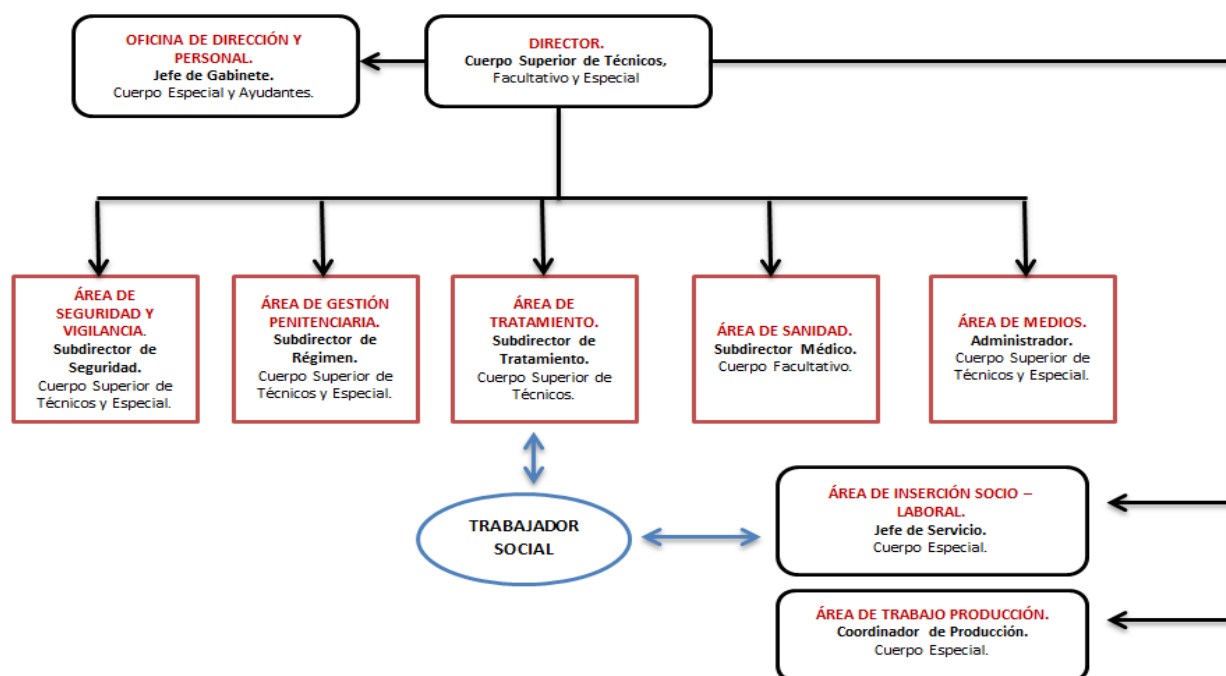 OFICINA DE DIRECCIÓN Y
PERSONAL.
Jefe de Gabinete.
Cuerpo Especial y Ayudantes.
DIRECTOR.
Cuerpo Superior de Técnicos,
Facultativo y Especial
ÁREA DE
SEGURIDAD Y
VIGILANCIA.
Subdirector de
Seguridad.
Cuerpo Superior de
Técnicos y Especial.
ÁREA DE GESTIÓN
PENITENCIARIA.
Subdirector de
Régimen.
Cuerpo Superior de
Técnicos y Especial.
ÁREA DE
TRATAMIENTO.
Subdirector de
Tratamiento.
Cuerpo Superior de
Técnicos.
ÁREA DE SANIDAD.
Subdirector Médico.
Cuerpo Facultativo.
ÁREA DE MEDIOS.
Administrador.
Cuerpo Superior de
Técnicos y Especial.
TRABAJADOR
SOCIAL
ÁREA DE INSERCIÓN SOCIO –
LABORAL.
Jefe de Servicio.
Cuerpo Especial.
ÁREA DE TRABAJO PRODUCCIÓN.
Coordinador de Producción.
Cuerpo Especial.